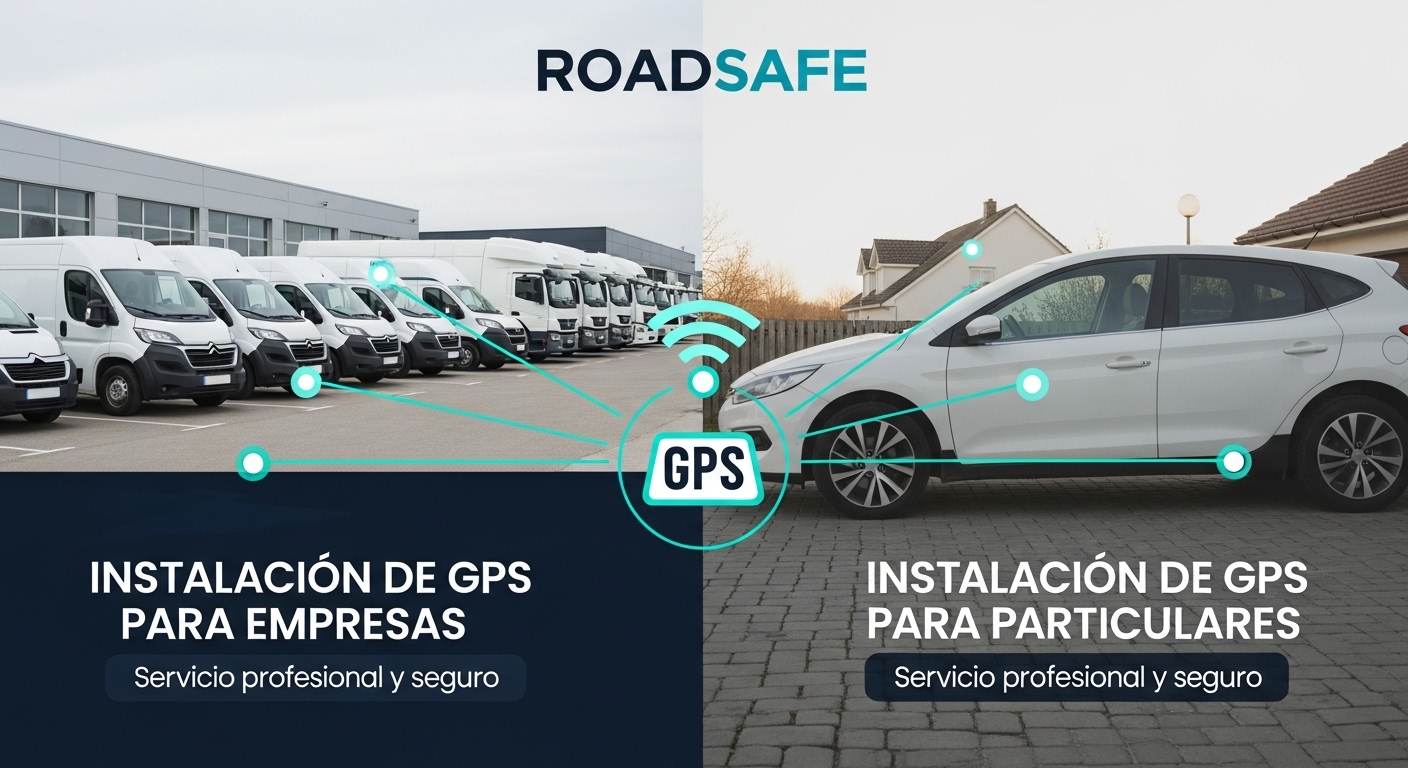 ROADSAFE
GPS
INSTALACIÓN DE GPS
PARA EMPRESAS
Servicio profesional y seguro
INSTALACIÓN DE GPS
PARA PARTICULARES
Servicio profesional y seguro